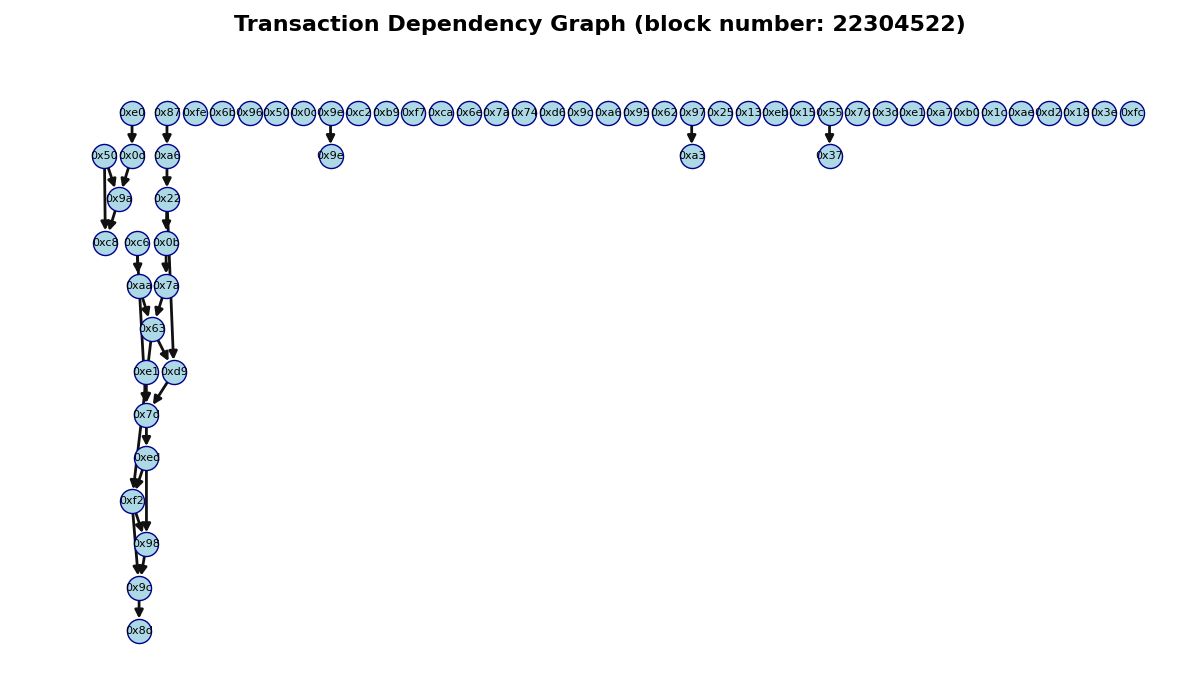 Transaction Dependency Graph (block number: 22304522)
0xe0 0x87 0xfe 0x6b 0x96 0x50 0x0c 0x9e 0xc2 0xb9 0xf7 0xca 0x6e 0x7a 0x74 0xd6 0x9c 0xa6 0x95 0x62 0x97 0x25 0x13 0xeb 0x15 0x55 0x7d 0x3d 0xe1 0xa7 0xb0 0x1c 0xae 0xd2 0x18 0x3e 0xfc
0x50 0x0d 0xa6 0x9e 0xa3 0x37
0x9a 0x22
0xc8 0xc6 0x0b
0xaa 0x7a
0x63
0xe1 0xd9
0x7d
0xed
0xf2
0x98
0x9c
0x8d